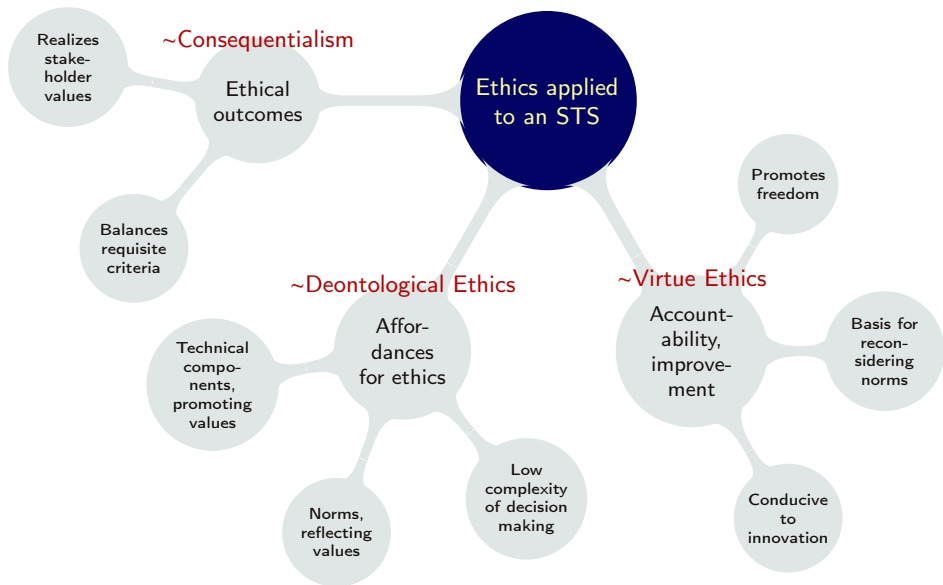 Ethics applied
to an STS
~Consequentialism
Ethical
outcomes
Realizes
stake-
holder
values
Balances
requisite
criteria
~Deontological Ethics
Affor-
dances
for ethics
Technical
compo-
nents,
promoting
values
Norms,
reflecting
values
Low
complexity
of decision
making
~Virtue Ethics
Account-
ability,
improve-
ment
Promotes
freedom
Basis for
recon-
sidering
norms
Conducive
to
innovation